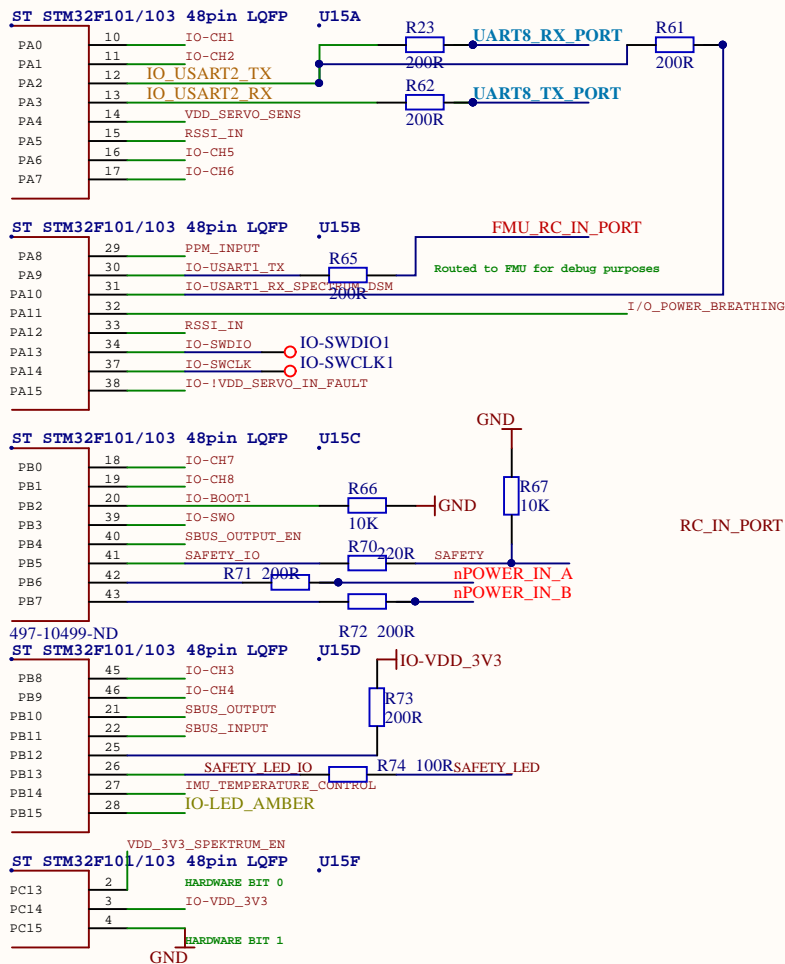 ST STM32F101/103 48pin LQFP U15A
PA0 10 IO-CH1 R23 200R UART8_RX_PORT R61 200R
PA1 11 IO-CH2
PA2 12 IO_USART2_TX
PA3 13 IO_USART2_RX R62 200R UART8_TX_PORT
PA4 14 VDD_SERVO_SENS
PA5 15 RSSI_IN
PA6 16 IO-CH5
PA7 17 IO-CH6
ST STM32F101/103 48pin LQFP U15B
FMU_RC_IN_PORT
PA8 29 PPM_INPUT
PA9 30 IO-USART1_TX R65 200R Routed to FMU for debug purposes
PA10 31 IO-USART1_RX_SPECTRUM_DSM
PA11 32 I/O_POWER_BREATHING
PA12 33 RSSI_IN
PA13 34 IO-SWDIO IO-SWDIO1
PA14 37 IO-SWCLK IO-SWCLK1
PA15 38 IO-!VDD_SERVO_IN_FAULT
GND
ST STM32F101/103 48pin LQFP U15C
PB0 18 IO-CH7
PB1 19 IO-CH8 R67 10K
PB2 20 IO-BOOT1 R66 10K GND
PB3 39 IO-SWO RC_IN_PORT
PB4 40 SBUS_OUTPUT_EN
PB5 41 SAFETY_IO R70 220R SAFETY
PB6 42 R71 200R nPOWER_IN_A
PB7 43 nPOWER_IN_B
497-10499-ND R72 200R
ST STM32F101/103 48pin LQFP U15D
IO-VDD_3V3
PB8 45 IO-CH3
PB9 46 IO-CH4 R73 200R
PB10 21 SBUS_OUTPUT
PB11 22 SBUS_INPUT
PB12 25
PB13 26 SAFETY_LED_IO R74 100R SAFETY_LED
PB14 27 IMU_TEMPERATURE_CONTROL
PB15 28 IO-LED_AMBER
VDD_3V3_SPEKTRUM_EN
ST STM32F101/103 48pin LQFP U15F
PC13 2 HARDWARE BIT 0
PC14 3 IO-VDD_3V3
PC15 4
HARDWARE BIT 1
GND